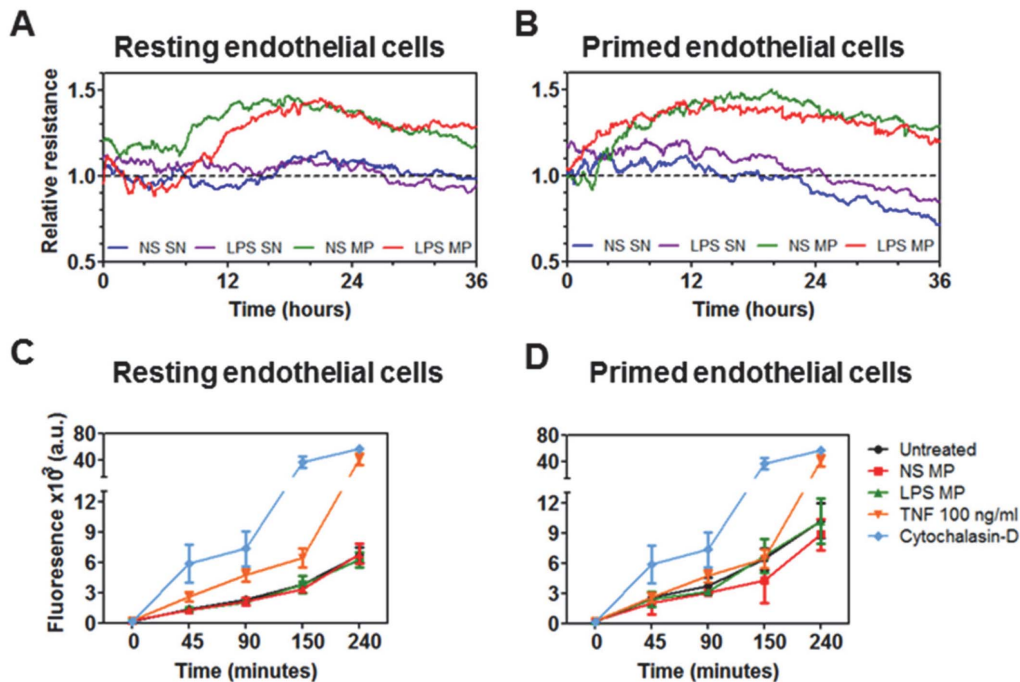 A
Resting endothelial cells
Relative resistance
1.5
1.0
0.5
NS SN LPS SN NS MP LPS MP
0 12 24 36
Time (hours)
B
Primed endothelial cells
1.5
1.0
0.5
NS SN LPS SN NS MP LPS MP
0 12 24 36
Time (hours)
C
Resting endothelial cells
Fluoresence x10³ (a.u.)
80
40
12
9
6
3
0
0 45 90 150 240
Time (minutes)
D
Primed endothelial cells
80
40
12
9
6
3
0
0 45 90 150 240
Time (minutes)
Untreated
NS MP
LPS MP
TNF 100 ng/ml
Cytochalasin-D